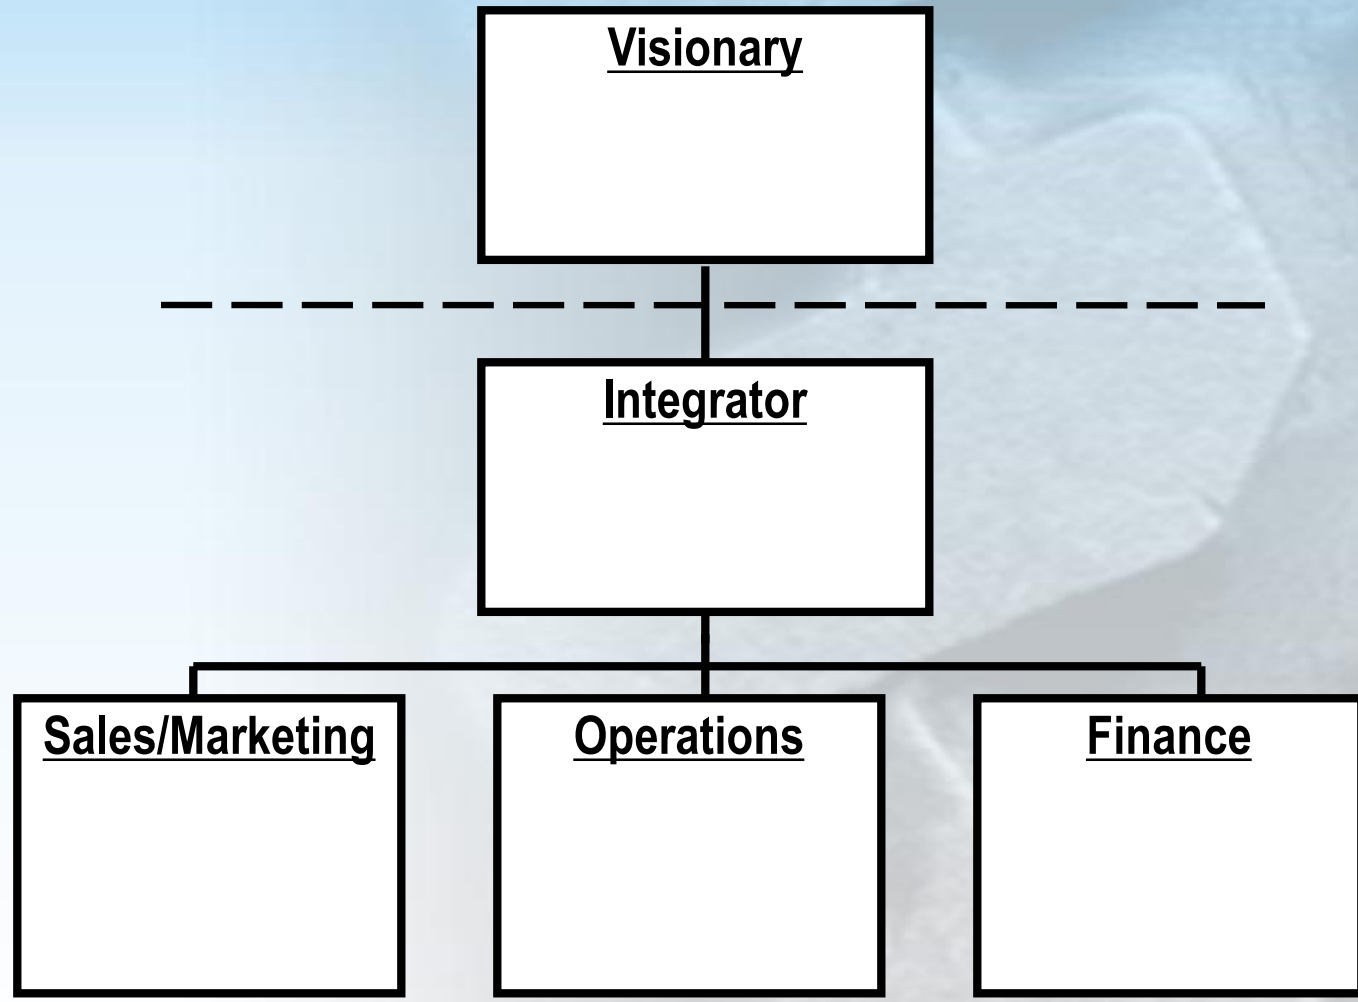 Visionary
Integrator
Sales/Marketing
Operations
Finance